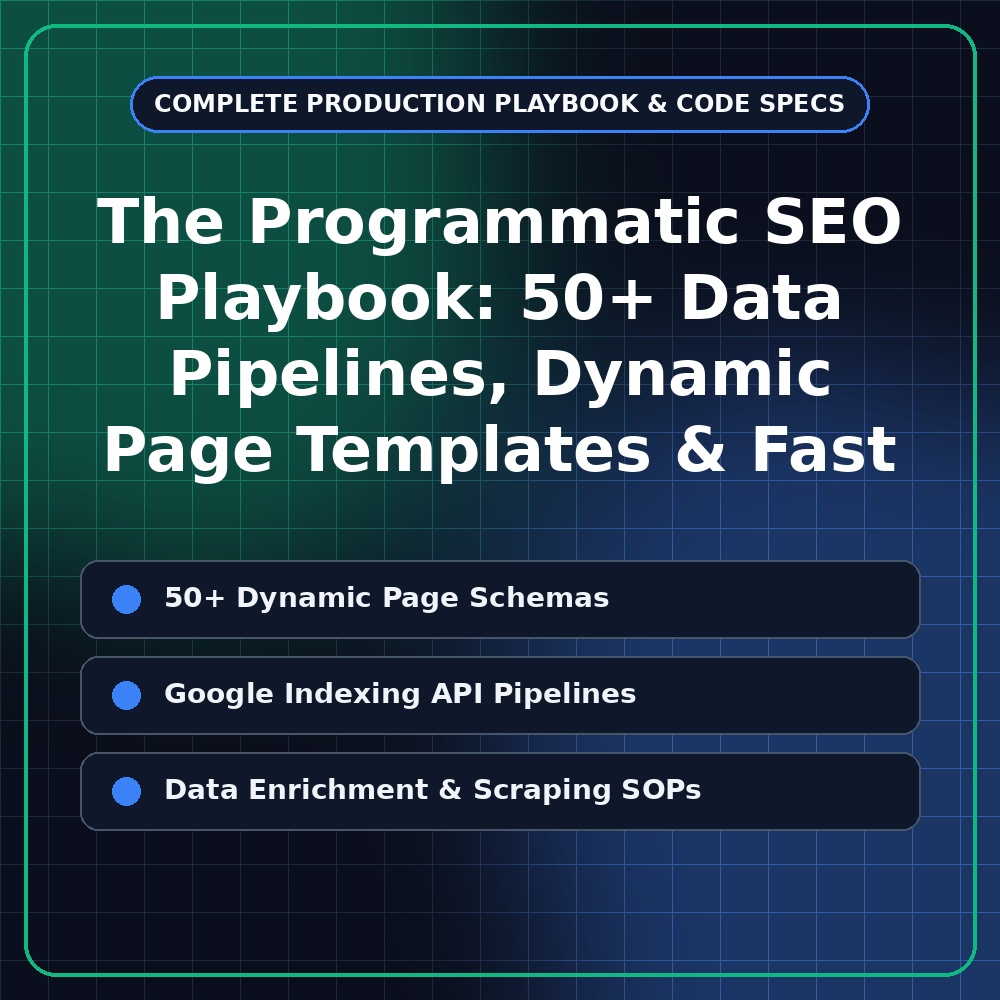 COMPLETE PRODUCTION PLAYBOOK & CODE SPECS
The Programmatic SEO
Playbook: 50+ Data
Pipelines, Dynamic
Page Templates & Fast
50+ Dynamic Page Schemas
Google Indexing API Pipelines
Data Enrichment & Scraping SOPs